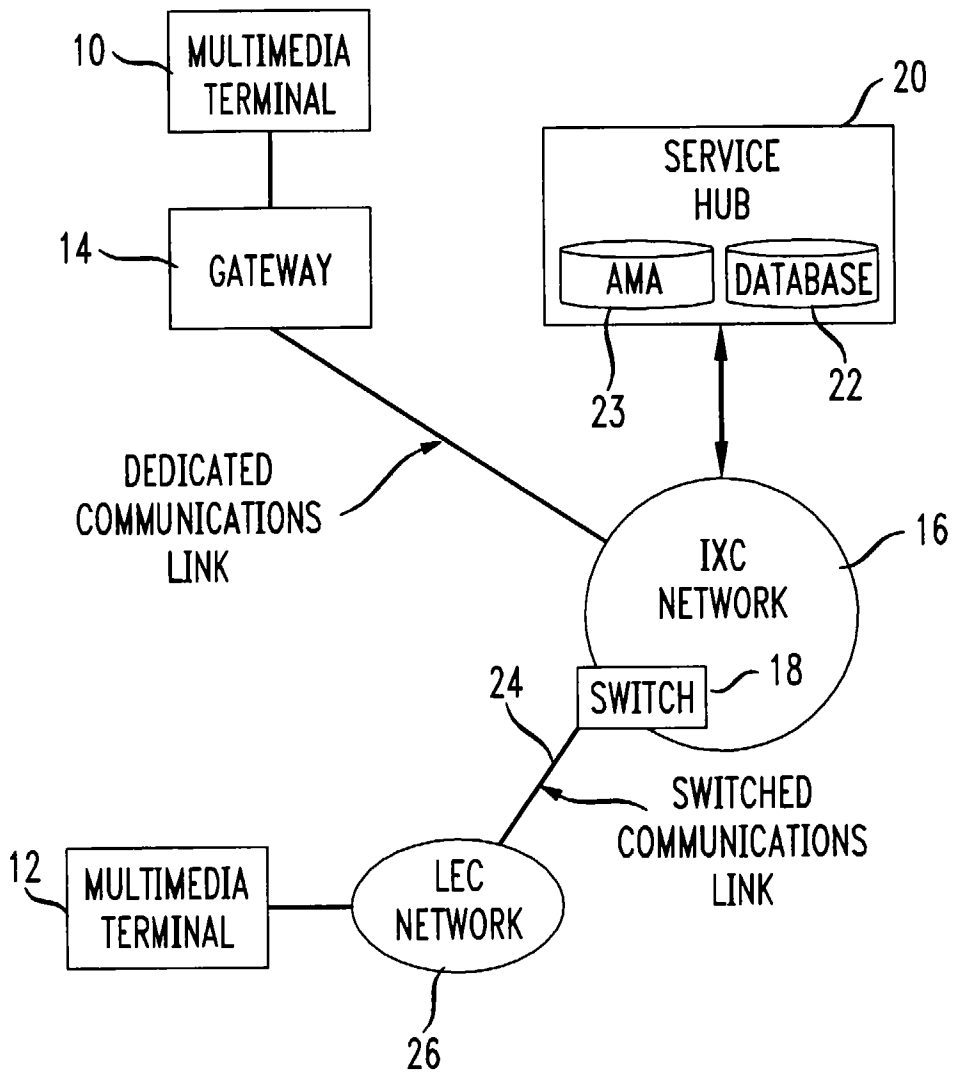 10
MULTIMEDIA
TERMINAL
20
SERVICE
HUB
14
GATEWAY
AMA
DATABASE
23
22
DEDICATED
COMMUNICATIONS
LINK
16
IXC
NETWORK
24
SWITCH
18
SWITCHED
COMMUNICATIONS
LINK
12
MULTIMEDIA
TERMINAL
LEC
NETWORK
26